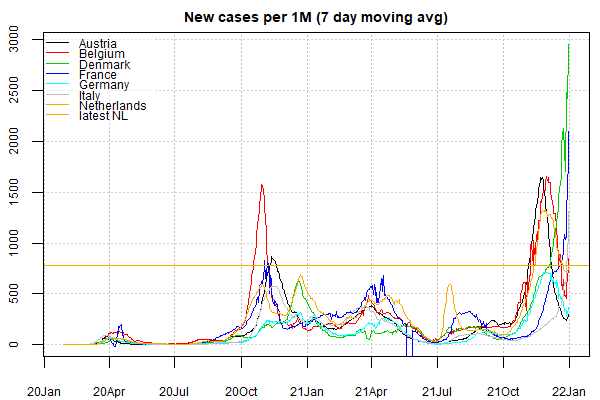 New cases per 1M (7 day moving avg)
3000
2500
2000
1500
1000
500
0
Austria
Belgium
Denmark
France
Germany
Italy
Netherlands
latest NL
20Jan 20Apr 20Jul 20Oct 21Jan 21Apr 21Jul 21Oct 22Jan